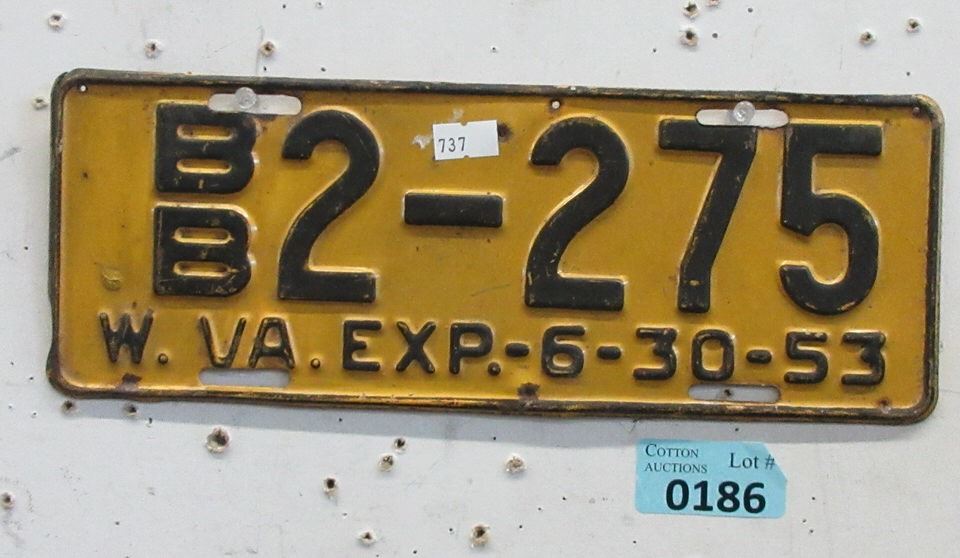 BB 2-275
737
W. VA. EXP.-6-30-53
COTTON
AUCTIONS
Lot #
0186